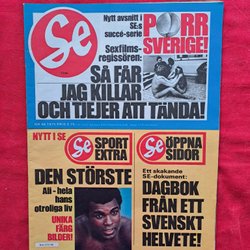 Se
Nytt avsnitt i
SE:s
succé-serie
PORR
SVERIGE!
Sexfilms-
regissören:
SÅ FÅR
JAG KILLAR
OCH TJEJER ATT TÄNDA!
NYTT I SE
Se
SPORT
EXTRA
DEN STÖRSTE
Ali - hela
hans
otroliga liv
UNIKA
FÄRG
BILDER!
Se
ÖPPNA
SIDOR
Ett skakande
SE-dokument:
DAGBOK
FRÅN ETT
SVENSKT
HELVETE!